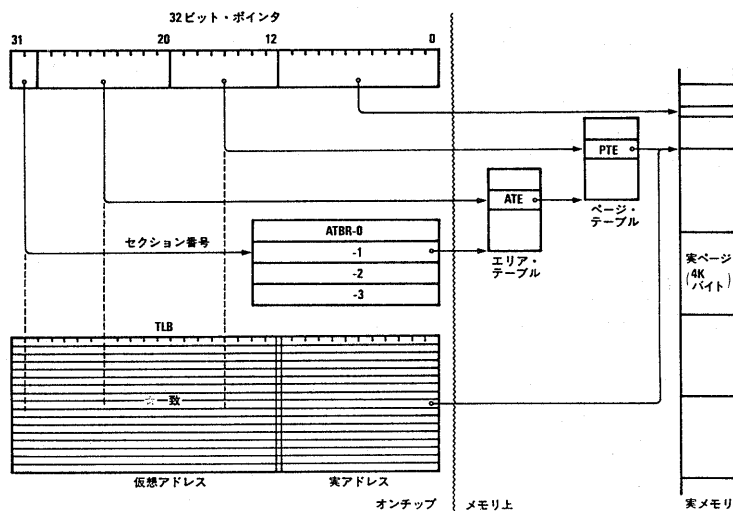 32ビット・ポインタ
31 20 12 0
PTE
ページ・
テーブル
ATE
エリア・
テーブル
セクション番号
ATBR-0
-1
-2
-3
実ページ
(4K
バイト)
TLB
一致
仮想アドレス 実アドレス
オンチップ メモリ上 実メモリ